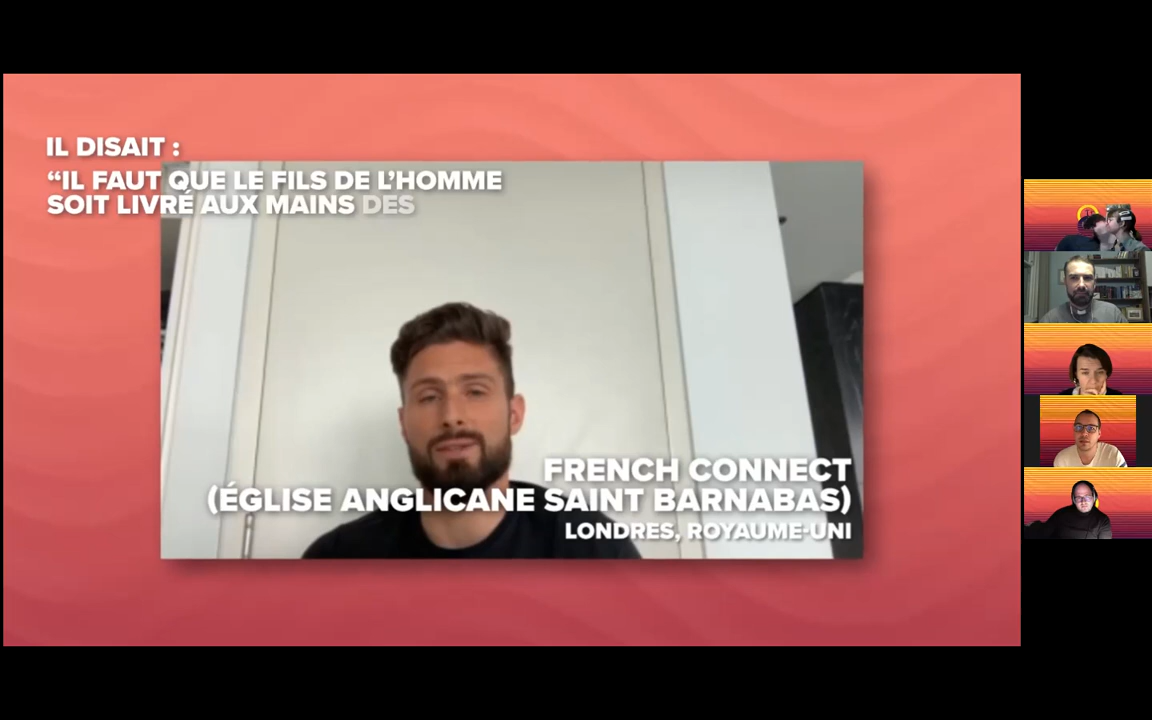 IL DISAIT :
“IL FAUT QUE LE FILS DE L’HOMME
SOIT LIVRÉ AUX MAINS DES
FRENCH CONNECT
(ÉGLISE ANGLICANE SAINT BARNABAS)
LONDRES, ROYAUME-UNI